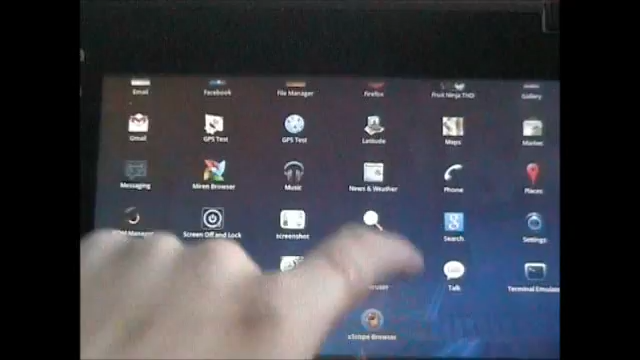 Email Facebook File Manager Firefox Fruit Ninja THD Gallery
Gmail GPS Test GPS Test Latitude Maps Market
Messaging Miren Browser Music News & Weather Phone Places
Manager Screen Off and Lock screenshot Search Settings
Talk Terminal Emulator
xScope Browser